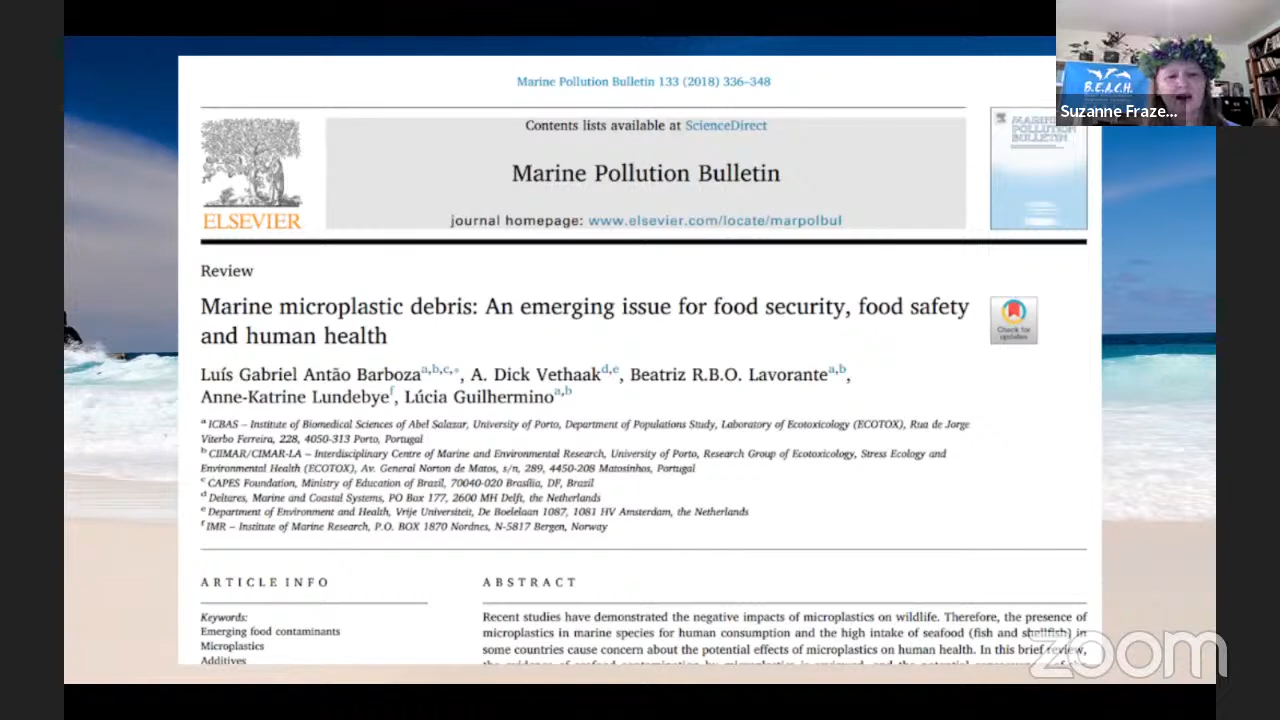 Marine Pollution Bulletin 133 (2018) 336–348
B.E.A.C.H.
Suzanne Fraze...
Contents lists available at ScienceDirect
Marine Pollution Bulletin
journal homepage: www.elsevier.com/locate/marpolbul
ELSEVIER
MARINE
POLLUTION
BULLETIN
Review
Marine microplastic debris: An emerging issue for food security, food safety
and human health
Check for
updates
Luís Gabriel Antão Barboza a,b,c,*, A. Dick Vethaak d,e, Beatriz R.B.O. Lavorante a,b,
Anne-Katrine Lundebye f, Lúcia Guilhermino a,b
a ICBAS – Institute of Biomedical Sciences of Abel Salazar, University of Porto, Department of Populations Study, Laboratory of Ecotoxicology (ECOTOX), Rua de Jorge
Viterbo Ferreira, 228, 4050-313 Porto, Portugal
b CIIMAR/CIMAR-LA – Interdisciplinary Centre of Marine and Environmental Research, University of Porto, Research Group of Ecotoxicology, Stress Ecology and
Environmental Health (ECOTOX), Av. General Norton de Matos, s/n, 289, 4450-208 Matosinhos, Portugal
c CAPES Foundation, Ministry of Education of Brazil, 70040-020 Brasília, DF, Brazil
d Deltares, Marine and Coastal Systems, PO Box 177, 2600 MH Delft, the Netherlands
e Department of Environment and Health, Vrije Universiteit, De Boelelaan 1087, 1081 HV Amsterdam, the Netherlands
f IMR – Institute of Marine Research, P.O. BOX 1870 Nordnes, N-5817 Bergen, Norway
ARTICLE INFO
Keywords:
Emerging food contaminants
Microplastics
Additives
ABSTRACT
Recent studies have demonstrated the negative impacts of microplastics on wildlife. Therefore, the presence of
microplastics in marine species for human consumption and the high intake of seafood (fish and shellfish) in
some countries cause concern about the potential effects of microplastics on human health. In this brief review,
zoom